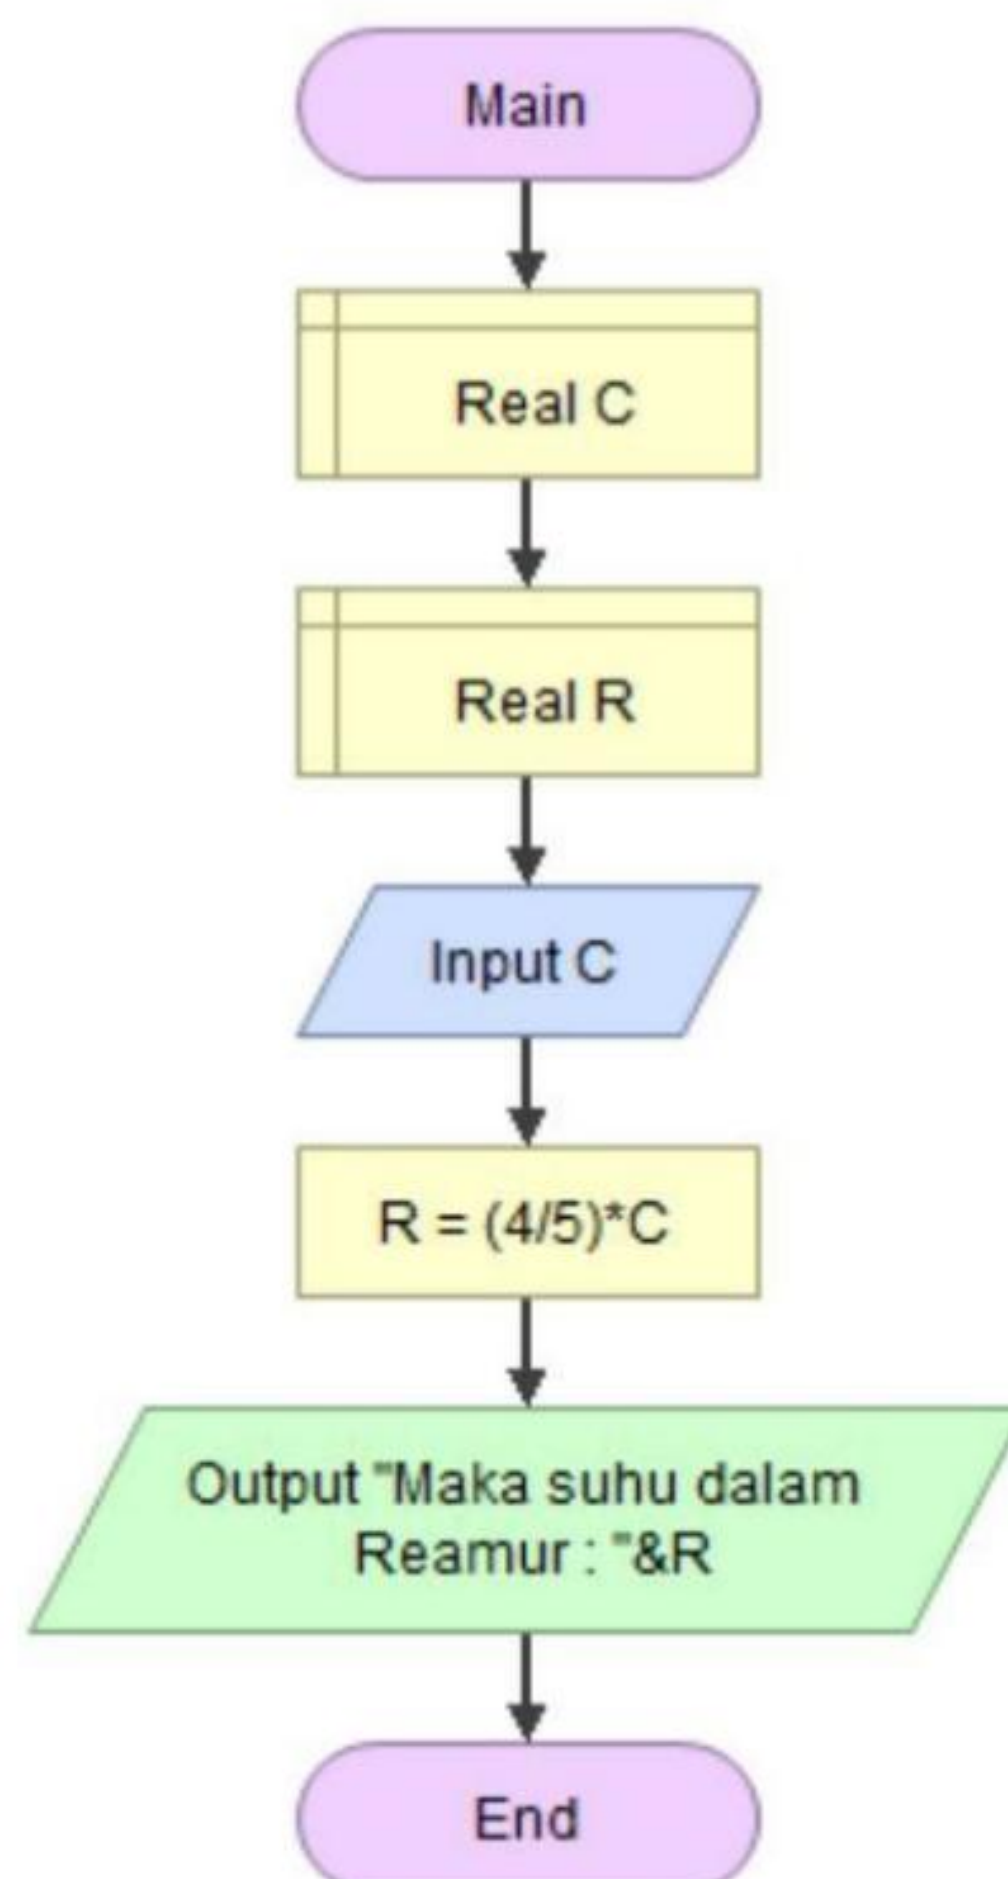 Main
Real C
Real R
Input C
R = (4/5)*C
Output "Maka suhu dalam
Reamur : "&R
End